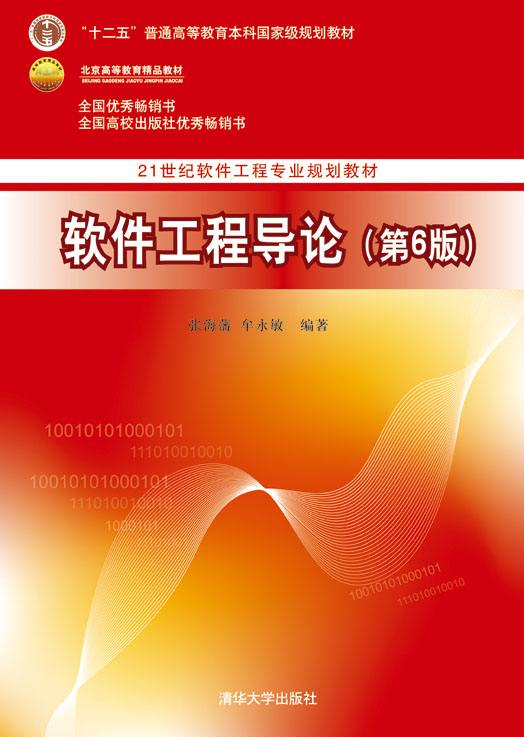 “十二五”普通高等教育本科国家级规划教材
北京高等教育精品教材
BEIJING GAODENG JIAOYU JINGPIN JIAOCAI
全国优秀畅销书
全国高校出版社优秀畅销书
21世纪软件工程专业规划教材
软件工程导论（第6版）
张海藩 牟永敏 编著
10010101000101
111010010010
10010101000101
111010010010
1000101
10010101000101
111010010010
清华大学出版社